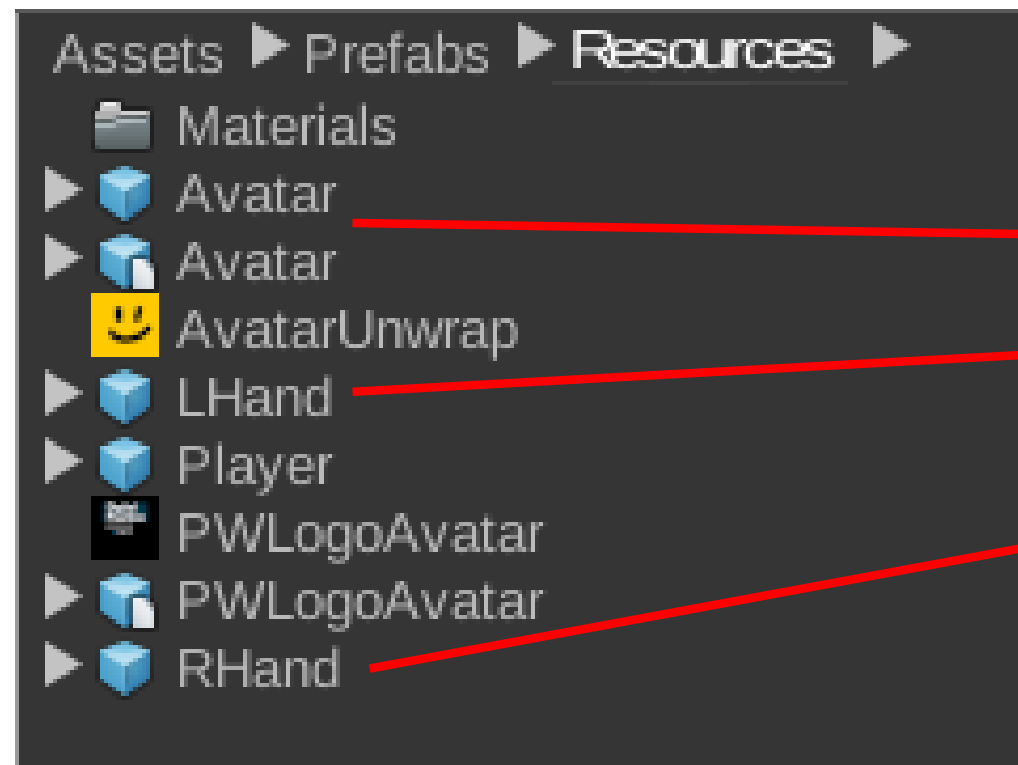 Assets Prefabs Resources
Materials
Avatar
Avatar
AvatarUnwrap
LHand
Player
PWLogoAvatar
PWLogoAvatar
RHand